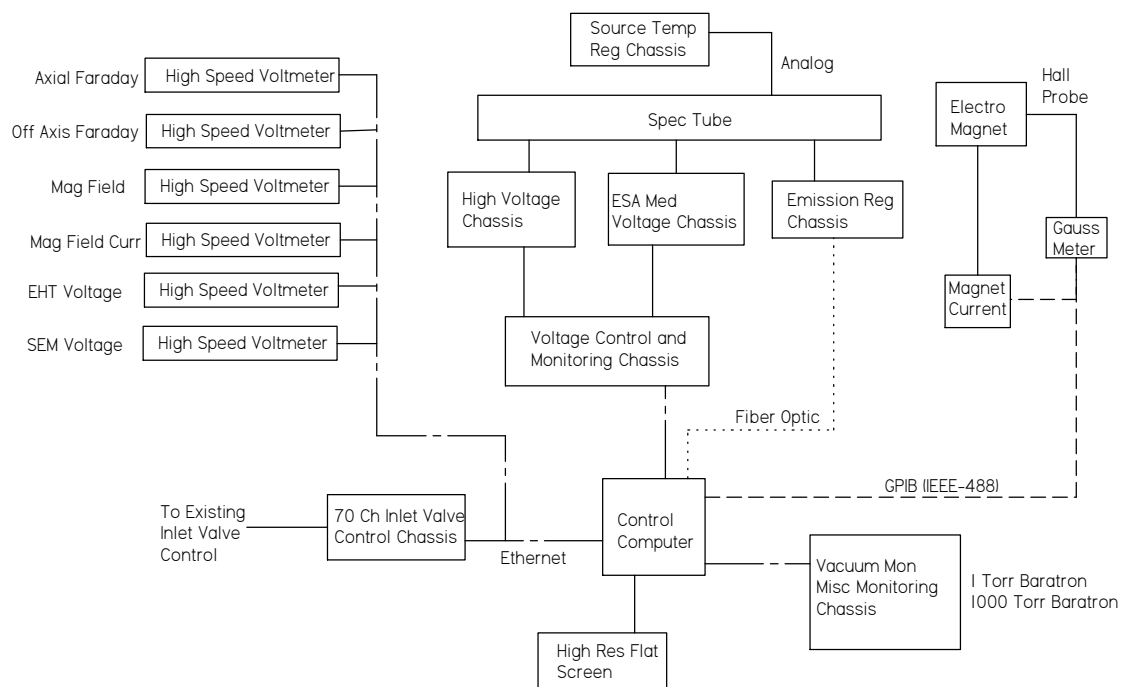 Source Temp
Reg Chassis
Analog
Axial Faraday
High Speed Voltmeter
Off Axis Faraday
High Speed Voltmeter
Mag Field
High Speed Voltmeter
Mag Field Curr
High Speed Voltmeter
EHT Voltage
High Speed Voltmeter
SEM Voltage
High Speed Voltmeter
Spec Tube
High Voltage
Chassis
ESA Med
Voltage Chassis
Emission Reg
Chassis
Hall
Probe
Electro
Magnet
Gauss
Meter
Magnet
Current
Voltage Control and
Monitoring Chassis
Fiber Optic
GPIB (IEEE-488)
To Existing
Inlet Valve
Control
70 Ch Inlet Valve
Control Chassis
Ethernet
Control
Computer
Vacuum Mon
Misc Monitoring
Chassis
1 Torr Baratron
1000 Torr Baratron
High Res Flat
Screen